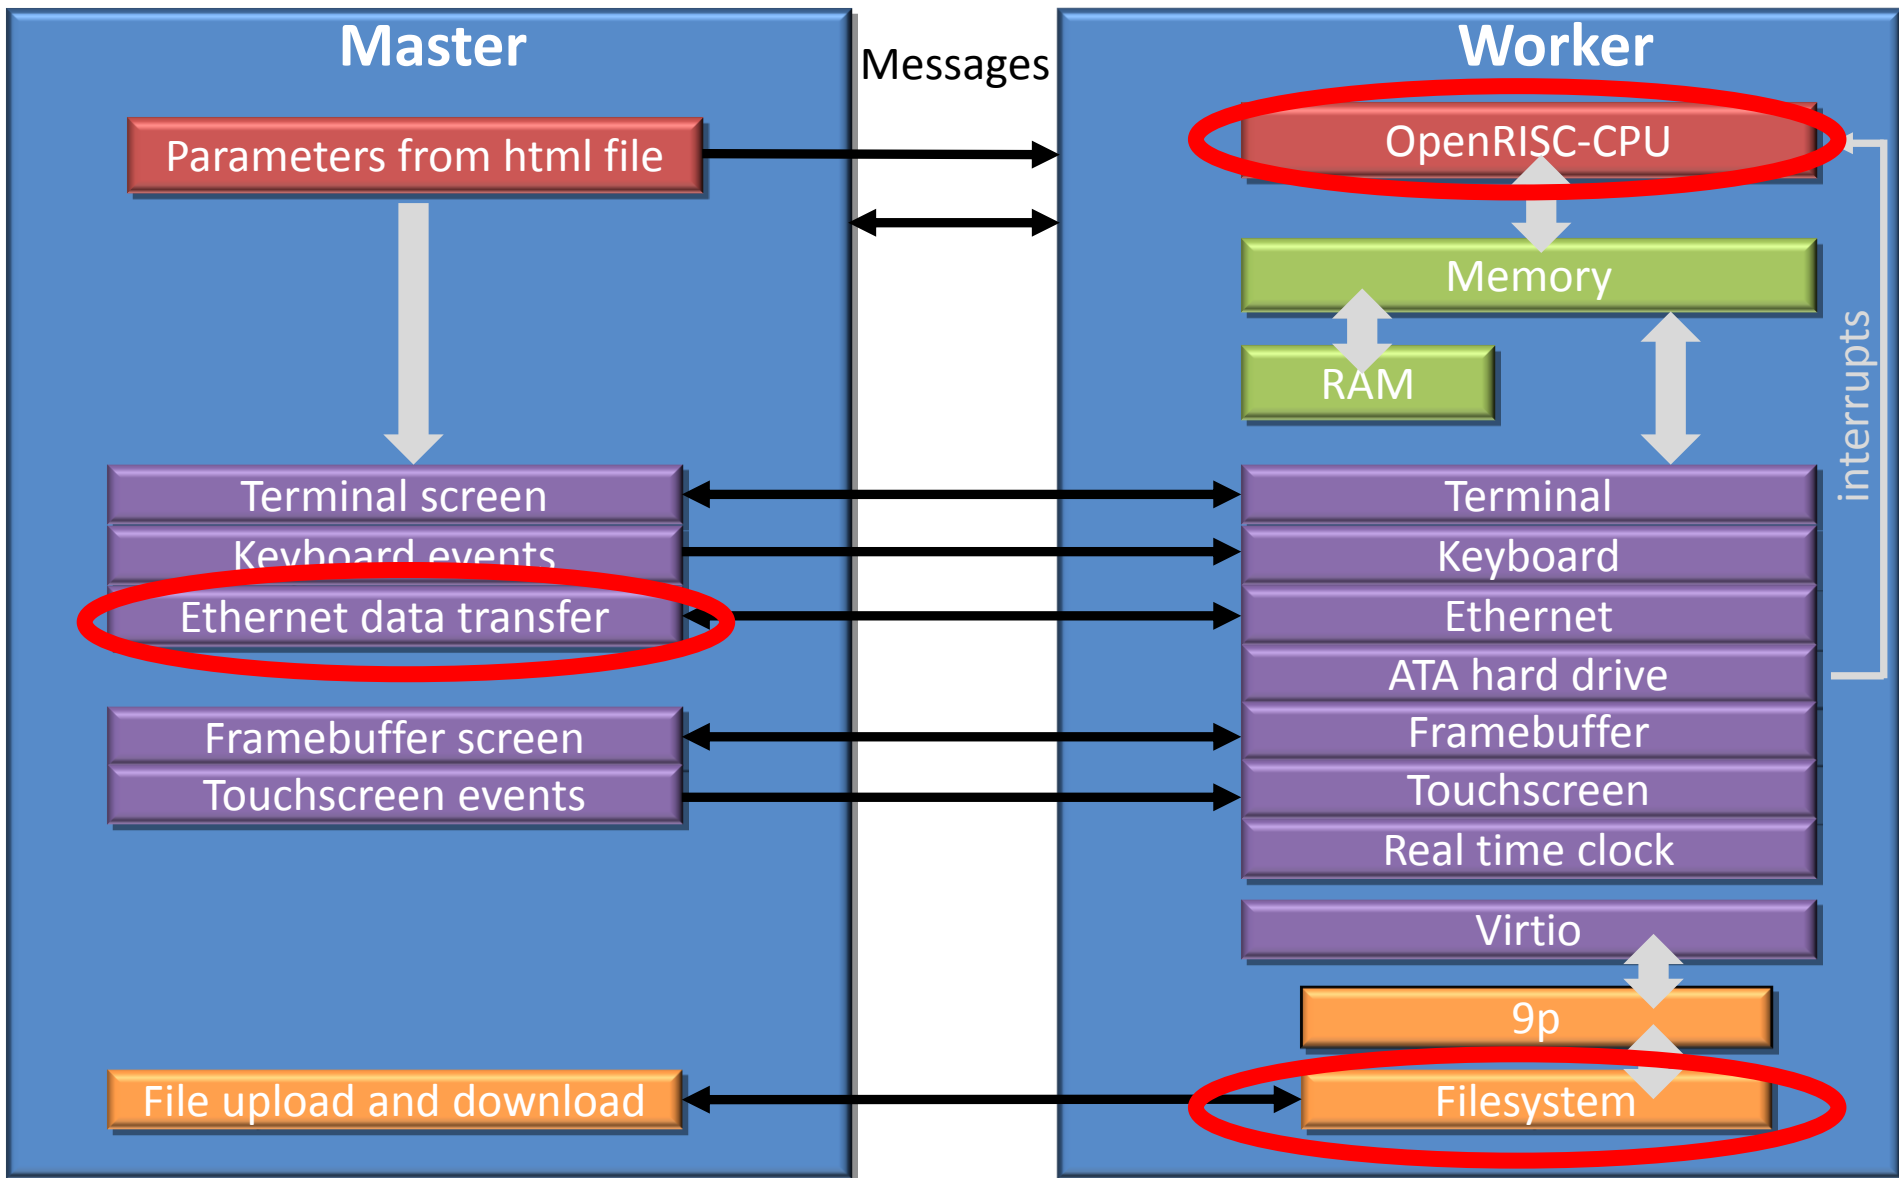 Master
Messages
Worker
Parameters from html file
OpenRISC-CPU
Memory
RAM
interrupts
Terminal screen
Terminal
Keyboard events
Keyboard
Ethernet data transfer
Ethernet
ATA hard drive
Framebuffer screen
Framebuffer
Touchscreen events
Touchscreen
Real time clock
Virtio
9p
File upload and download
Filesystem